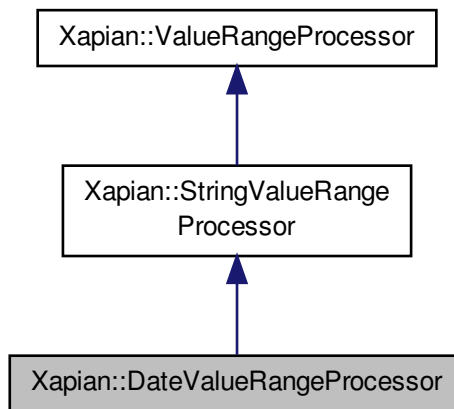 Xapian::ValueRangeProcessor
Xapian::StringValueRange
Processor
Xapian::DateValueRangeProcessor